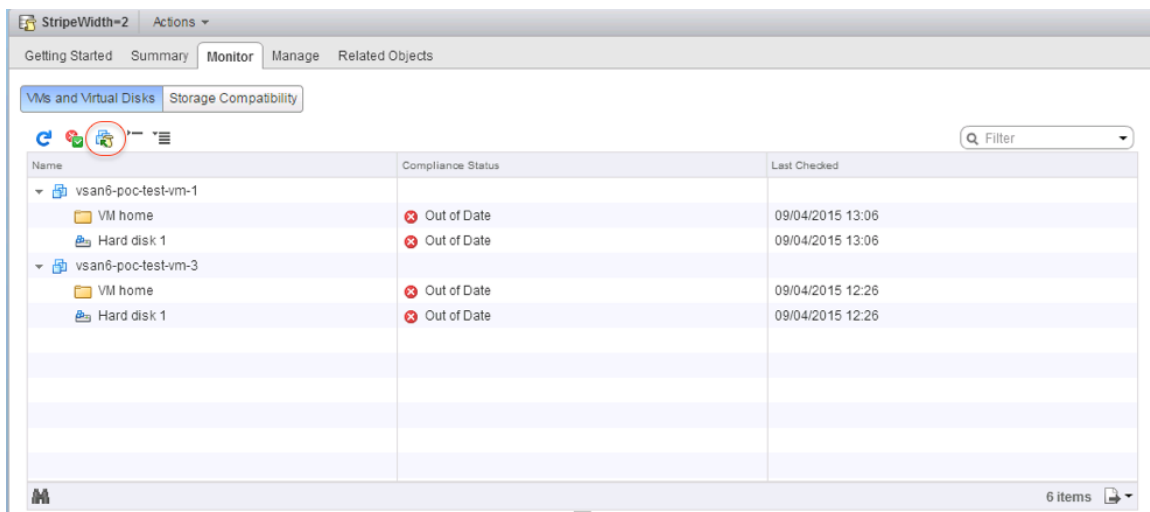 StripeWidth=2 Actions
Getting Started Summary Monitor Manage Related Objects
VMs and Virtual Disks Storage Compatibility
Filter
Name Compliance Status Last Checked
vsan6-poc-test-vm-1
VM home Out of Date 09/04/2015 13:06
Hard disk 1 Out of Date 09/04/2015 13:06
vsan6-poc-test-vm-3
VM home Out of Date 09/04/2015 12:26
Hard disk 1 Out of Date 09/04/2015 12:26
6 items